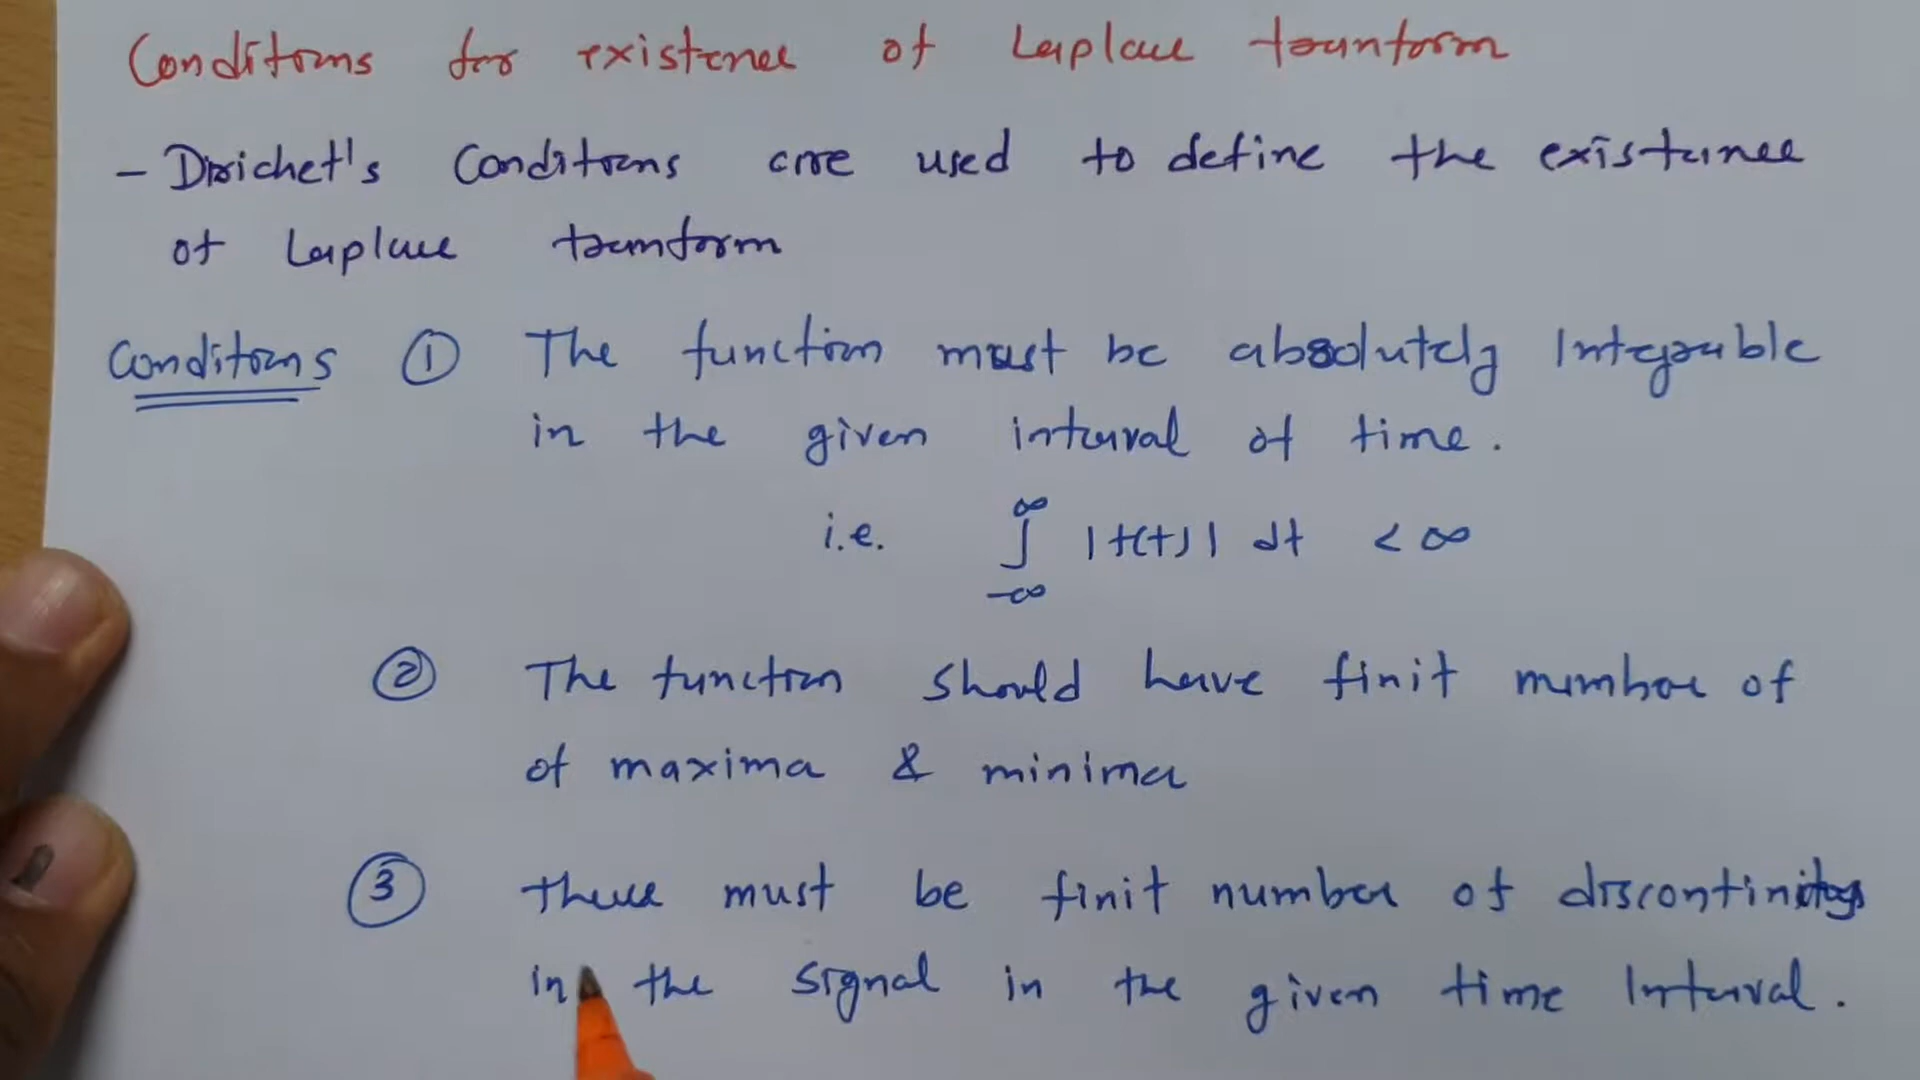 Conditions for existence of Laplace transform
- Dirichet's Conditions are used to define the existance
of Laplace transform
Conditions ① The function must be absolutely Integrable
in the given interval of time.
i.e. ∫_{-∞}^{∞} |f(t)| dt < ∞
② The function should have finit number of
of maxima & minima
③ there must be finit number of discontinitys
in the signal in the given time Interval.